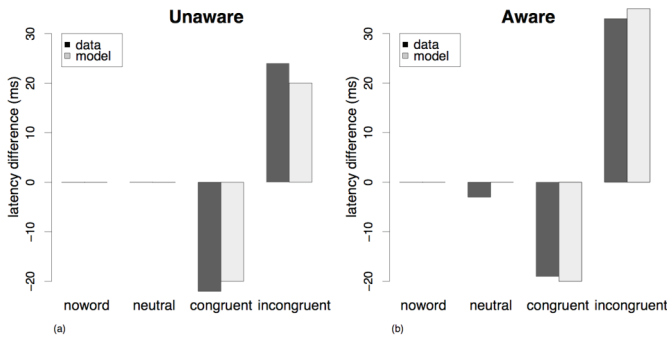 Unaware
data
model
latency difference (ms)
30
20
10
0
−10
−20
noword neutral congruent incongruent
(a)
Aware
data
model
latency difference (ms)
30
20
10
0
−10
−20
noword neutral congruent incongruent
(b)